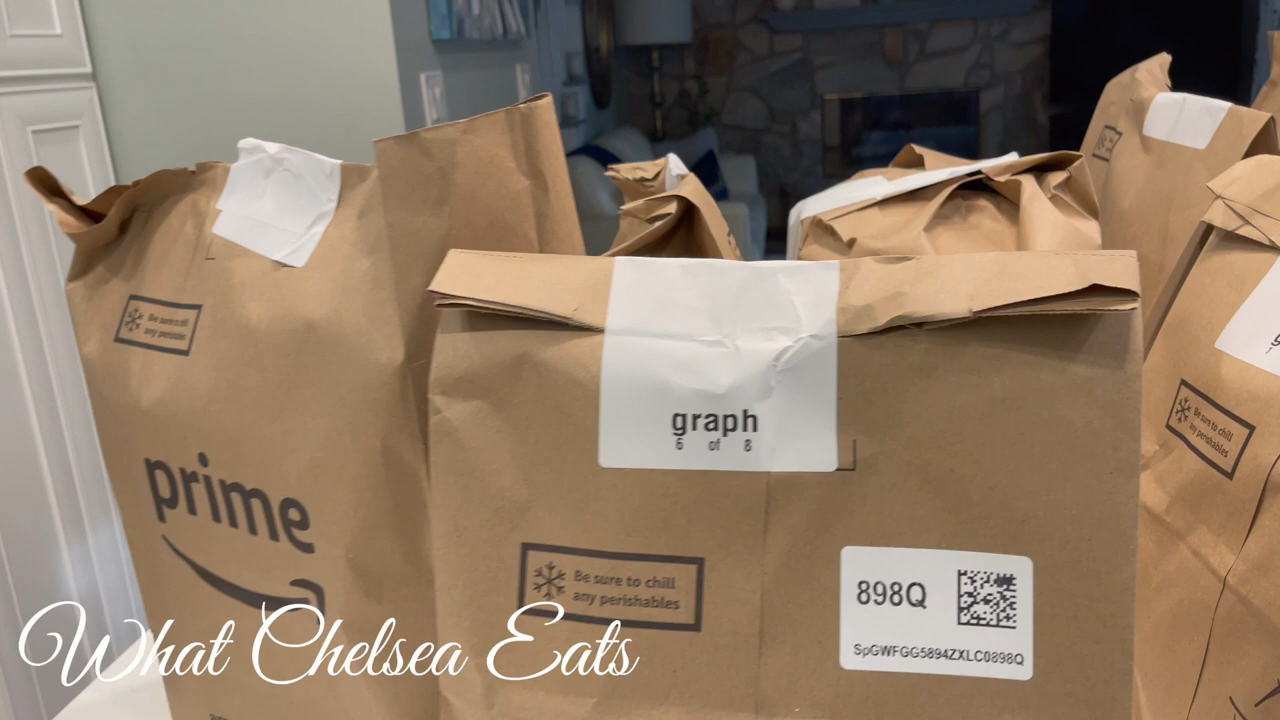 Be sure to chill
any perishable
prime
graph
6 of 8
Be sure to chill
any perishables
898Q
SpGWFGG5894ZXLC0898Q
Be sure to chill
any perishables
What Chelsea Eats